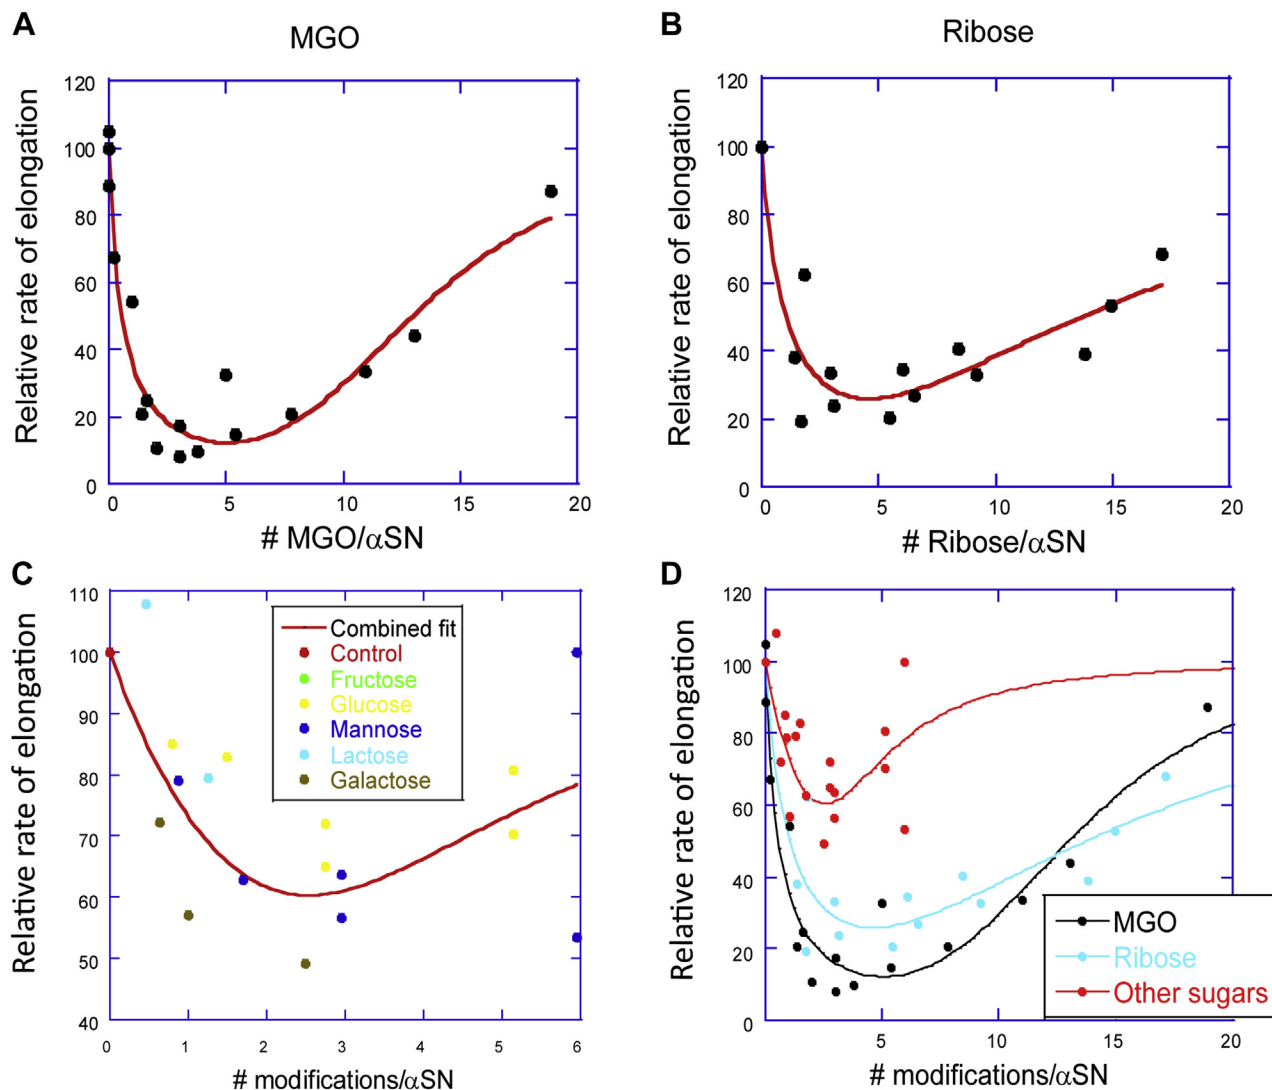 A
MGO
Relative rate of elongation
120
100
80
60
40
20
0
0 5 10 15 20
# MGO/αSN
B
Ribose
Relative rate of elongation
120
100
80
60
40
20
0
0 5 10 15 20
# Ribose/αSN
C
Relative rate of elongation
110
100
90
80
70
60
50
40
Combined fit
Control
Fructose
Glucose
Mannose
Lactose
Galactose
0 1 2 3 4 5 6
# modifications/αSN
D
Relative rate of elongation
120
100
80
60
40
20
0
MGO
Ribose
Other sugars
0 5 10 15 20
# modifications/αSN